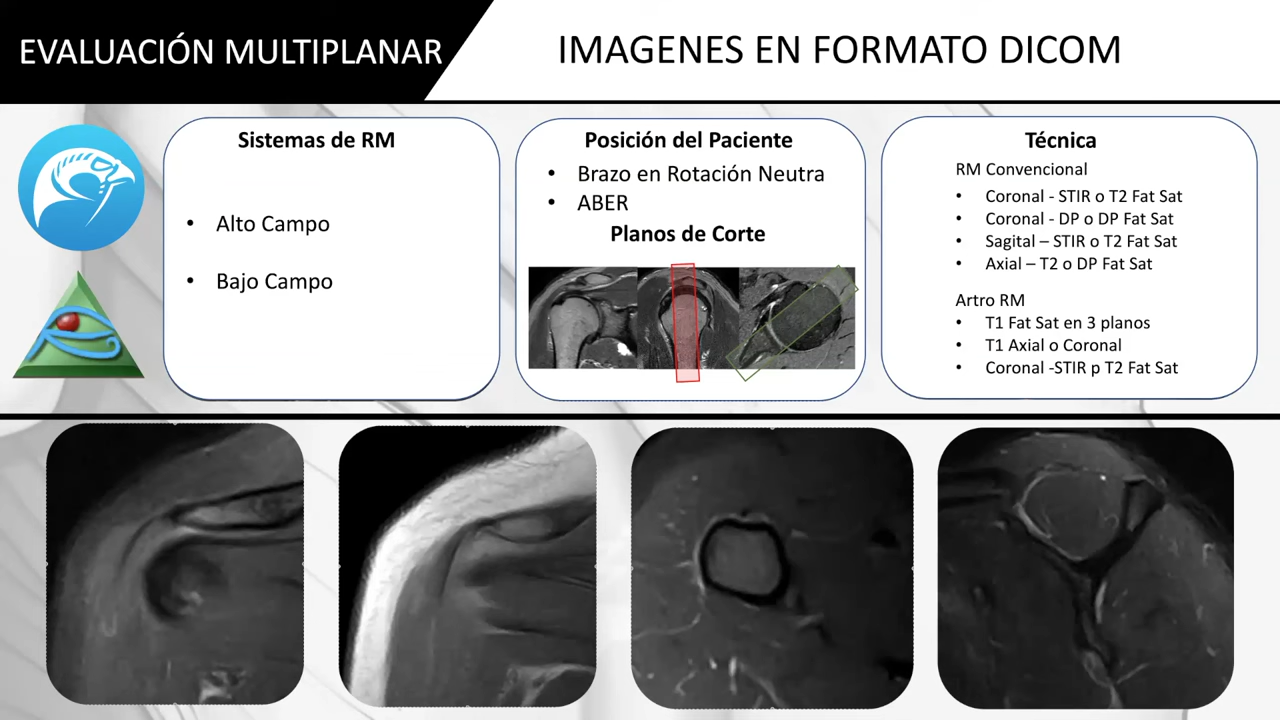 EVALUACIÓN MULTIPLANAR
IMAGENES EN FORMATO DICOM
Sistemas de RM
• Alto Campo
• Bajo Campo
Posición del Paciente
• Brazo en Rotación Neutra
• ABER
Planos de Corte
Técnica
RM Convencional
• Coronal - STIR o T2 Fat Sat
• Coronal - DP o DP Fat Sat
• Sagital – STIR o T2 Fat Sat
• Axial – T2 o DP Fat Sat
Artro RM
• T1 Fat Sat en 3 planos
• T1 Axial o Coronal
• Coronal -STIR p T2 Fat Sat